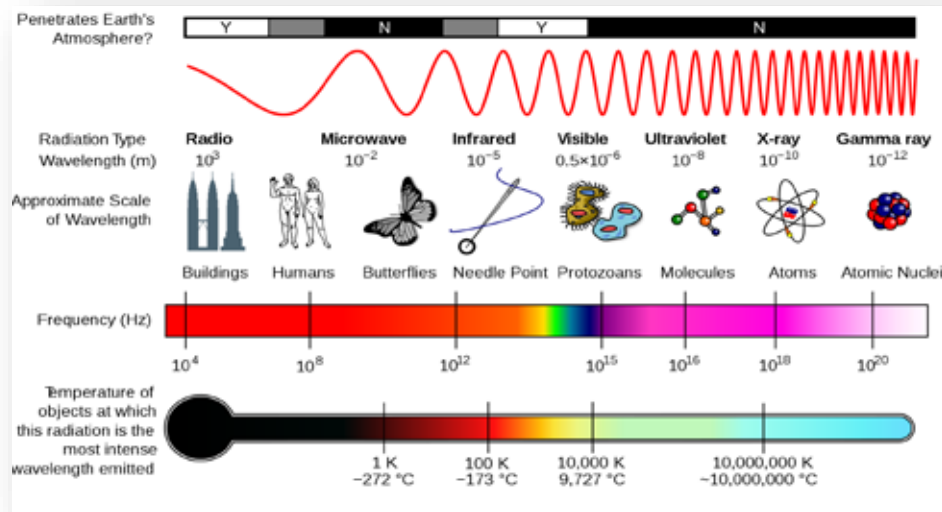 Penetrates Earth's
Atmosphere?
Y N Y N
Radiation Type
Wavelength (m)
Radio Microwave Infrared Visible Ultraviolet X-ray Gamma ray
10³ 10⁻² 10⁻⁵ 0.5×10⁻⁶ 10⁻⁸ 10⁻¹⁰ 10⁻¹²
Approximate Scale
of Wavelength
Buildings Humans Butterflies Needle Point Protozoans Molecules Atoms Atomic Nuclei
Frequency (Hz)
10⁴ 10⁸ 10¹² 10¹⁵ 10¹⁶ 10¹⁸ 10²⁰
Temperature of
objects at which
this radiation is the
most intense
wavelength emitted
1 K 100 K 10,000 K 10,000,000 K
−272 °C −173 °C 9,727 °C ~10,000,000 °C